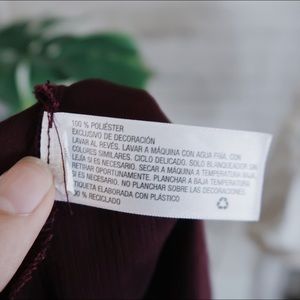 100 % POLIÉSTER
EXCLUSIVO DE DECORACIÓN
LAVAR AL REVÉS. LAVAR A MÁQUINA CON AGUA FRÍA, CON
COLORES SIMILARES. CICLO DELICADO. SOLO BLANQUEADOR SIN
LEJÍA SI ES NECESARIO. SECAR A MÁQUINA A TEMPERATURA
RETIRAR OPORTUNAMENTE. PLANCHAR A BAJA TEMPERATURA
SI ES NECESARIO. NO PLANCHAR SOBRE LAS DECORACIONES.
ETIQUETA ELABORADA CON PLÁSTICO
% RECICLADO